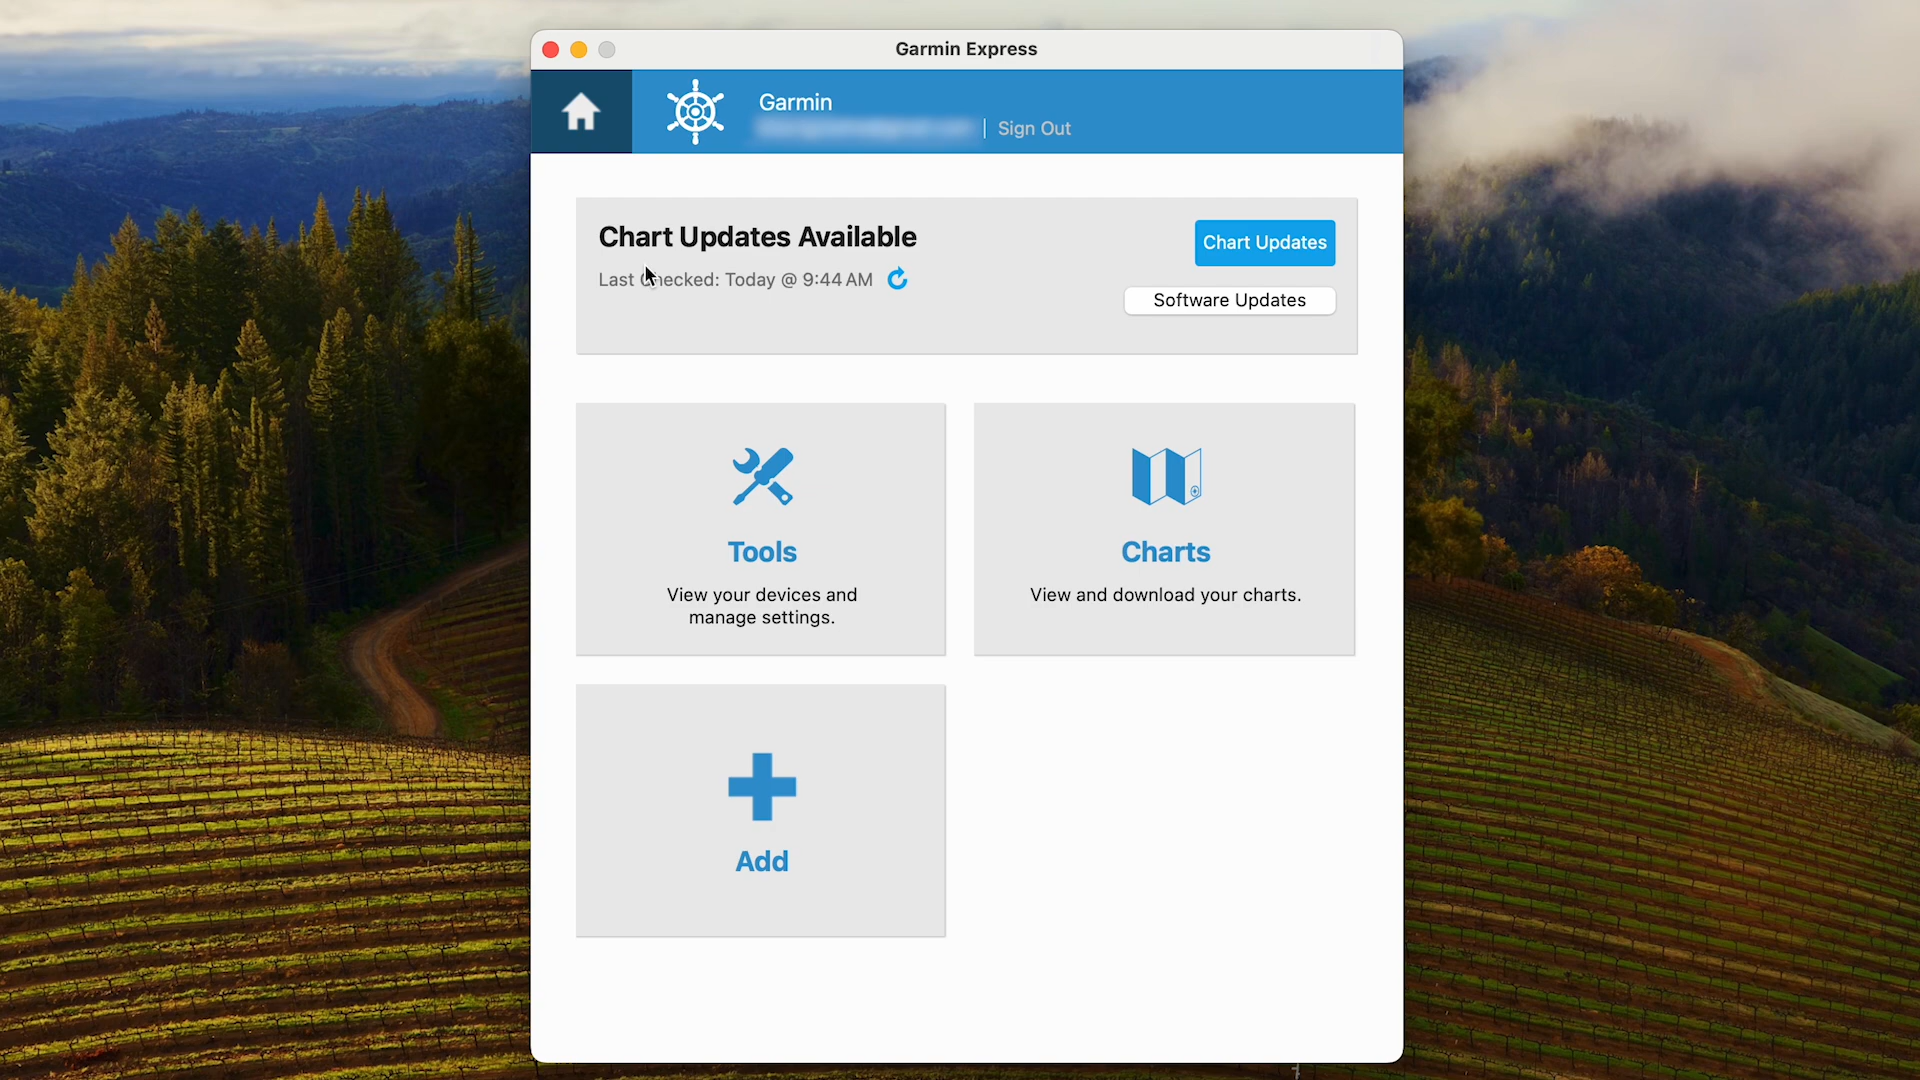 Garmin Express
Garmin
Sign Out
Chart Updates Available
Last Checked: Today @ 9:44 AM
Chart Updates
Software Updates
Tools
View your devices and
manage settings.
Charts
View and download your charts.
Add